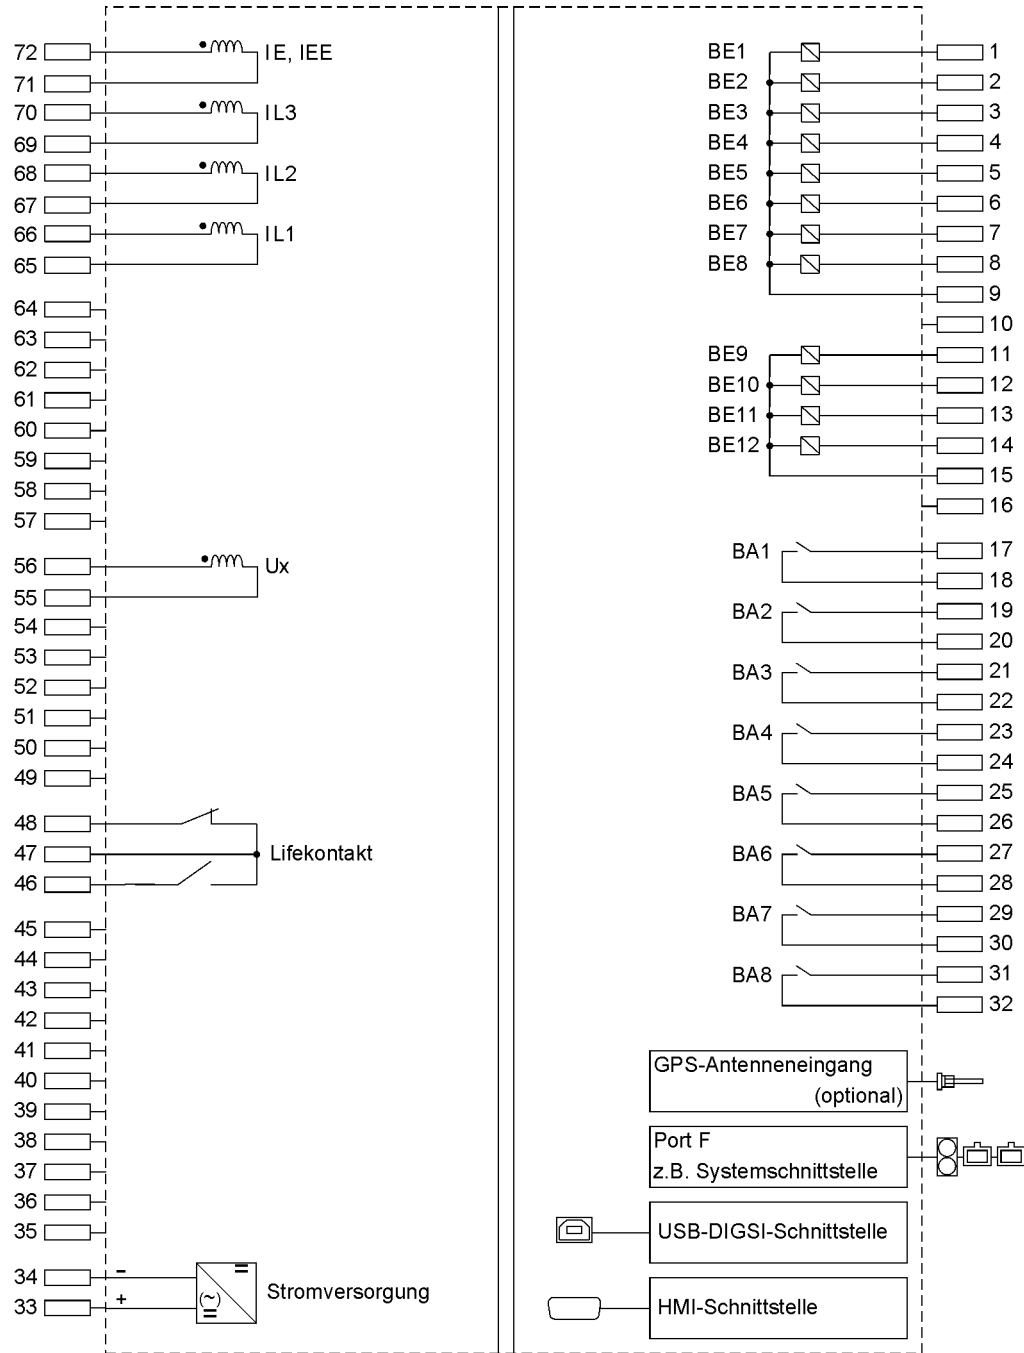 72 IE, IEE
71
70 IL3
69
68 IL2
67
66 IL1
65
64
63
62
61
60
59
58
57
56 Ux
55
54
53
52
51
50
49
48
47 Lifekontakt
46
45
44
43
42
41
40
39
38
37
36
35
34 – =
Stromversorgung
33 + (~) =
BE1 1
BE2 2
BE3 3
BE4 4
BE5 5
BE6 6
BE7 7
BE8 8
9
10
BE9 11
BE10 12
BE11 13
BE12 14
15
16
BA1 17
18
BA2 19
20
BA3 21
22
BA4 23
24
BA5 25
26
BA6 27
28
BA7 29
30
BA8 31
32
GPS-Antenneneingang
(optional)
Port F
z.B. Systemschnittstelle
USB-DIGSI-Schnittstelle
HMI-Schnittstelle